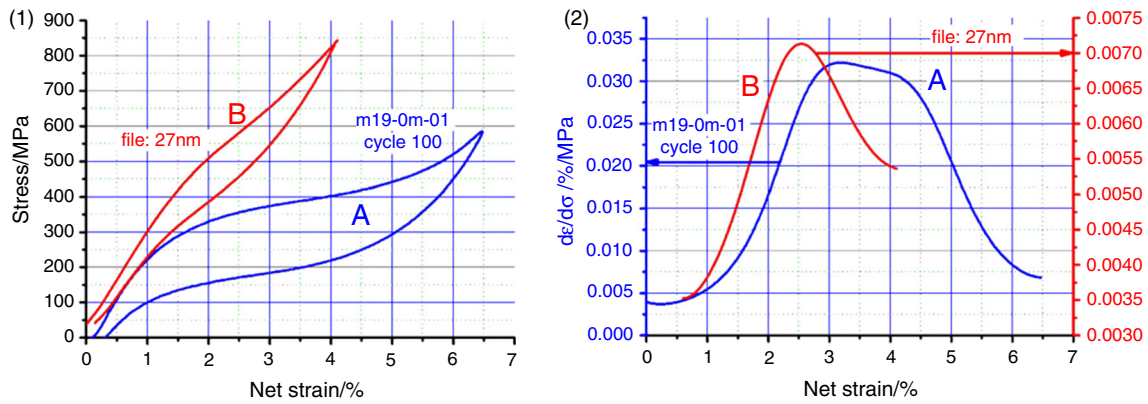 (1)
900
800
700
600
500
400
300
200
100
0
Stress/MPa
B
file: 27nm
m19-0m-01
cycle 100
A
0 1 2 3 4 5 6 7
Net strain/%
(2)
0.035
0.030
0.025
0.020
0.015
0.010
0.005
0.000
dε/dσ /%/MPa
file: 27nm
B
A
m19-0m-01
cycle 100
0.0075
0.0070
0.0065
0.0060
0.0055
0.0050
0.0045
0.0040
0.0035
0.0030
0 1 2 3 4 5 6 7
Net strain/%